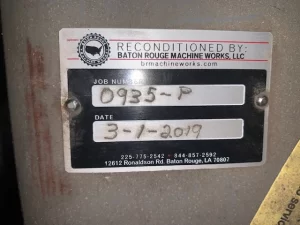 RECONDITIONED BY:
BATON ROUGE MACHINE WORKS, LLC
brmachineworks.com
JOB NUMBER
0935-P
DATE
3-1-2019
225-775-2542 - 844-857-2592
12612 Ronaldson Rd. Baton Rouge, LA 70807